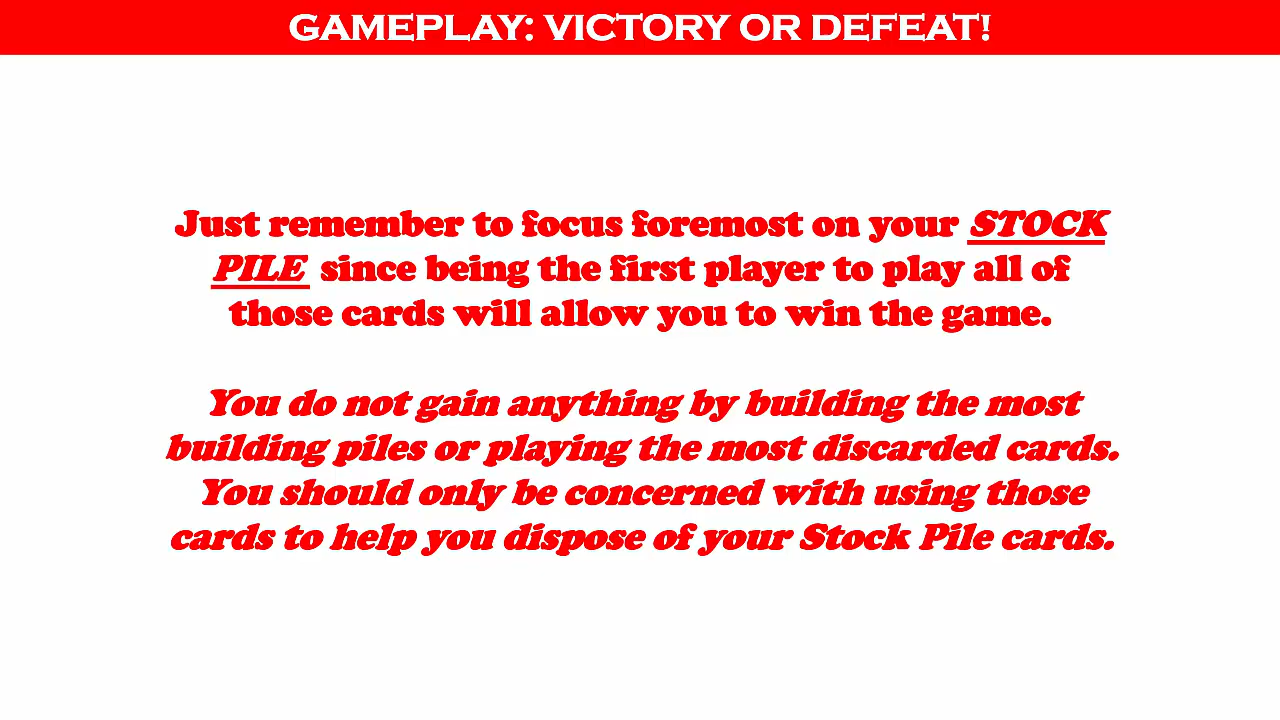 GAMEPLAY: VICTORY OR DEFEAT!
Just remember to focus foremost on your STOCK
PILE since being the first player to play all of
those cards will allow you to win the game.
You do not gain anything by building the most
building piles or playing the most discarded cards.
You should only be concerned with using those
cards to help you dispose of your Stock Pile cards.